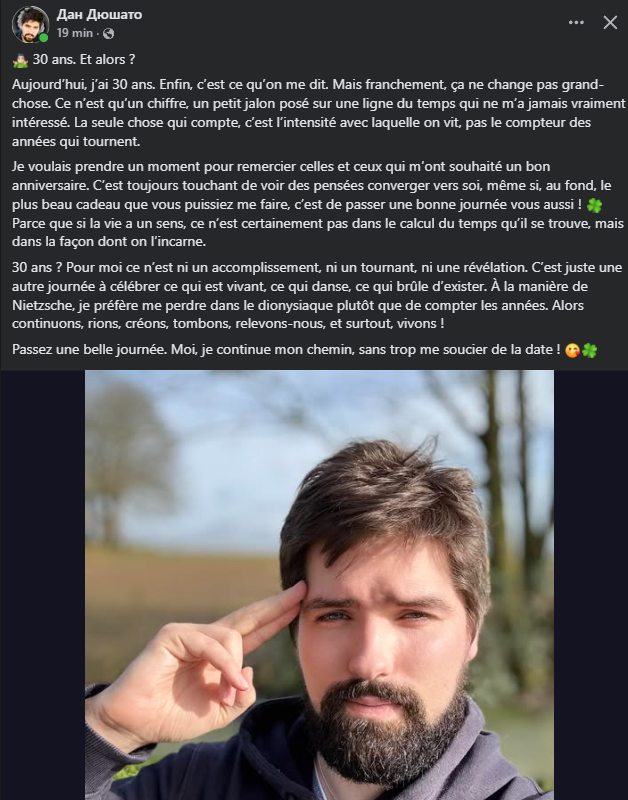 Дан Дюшато
19 min ·
30 ans. Et alors ?
Aujourd’hui, j’ai 30 ans. Enfin, c’est ce qu’on me dit. Mais franchement, ça ne change pas grand-
chose. Ce n’est qu’un chiffre, un petit jalon posé sur une ligne du temps qui ne m’a jamais vraiment
intéressé. La seule chose qui compte, c’est l’intensité avec laquelle on vit, pas le compteur des
années qui tournent.
Je voulais prendre un moment pour remercier celles et ceux qui m’ont souhaité un bon
anniversaire. C’est toujours touchant de voir des pensées converger vers soi, même si, au fond, le
plus beau cadeau que vous puissiez me faire, c’est de passer une bonne journée vous aussi ! 🍀
Parce que si la vie a un sens, ce n’est certainement pas dans le calcul du temps qu’il se trouve, mais
dans la façon dont on l’incarne.
30 ans ? Pour moi ce n’est ni un accomplissement, ni un tournant, ni une révélation. C’est juste une
autre journée à célébrer ce qui est vivant, ce qui danse, ce qui brûle d’exister. À la manière de
Nietzsche, je préfère me perdre dans le dionysiaque plutôt que de compter les années. Alors
continuons, rions, créons, tombons, relevons-nous, et surtout, vivons !
Passez une belle journée. Moi, je continue mon chemin, sans trop me soucier de la date ! 😋🍀